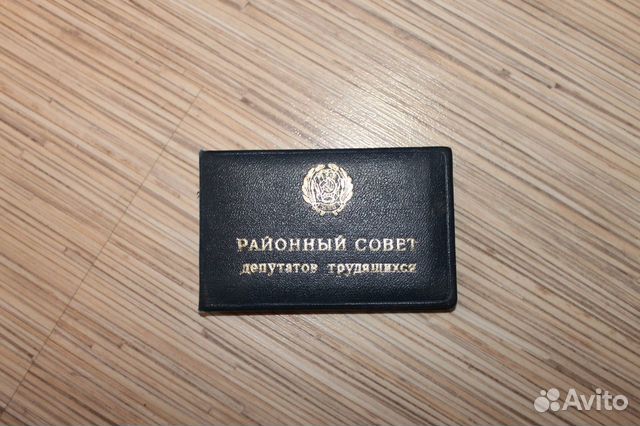 РАЙОННЫЙ СОВЕТ
депутатов трудящихся
Avito